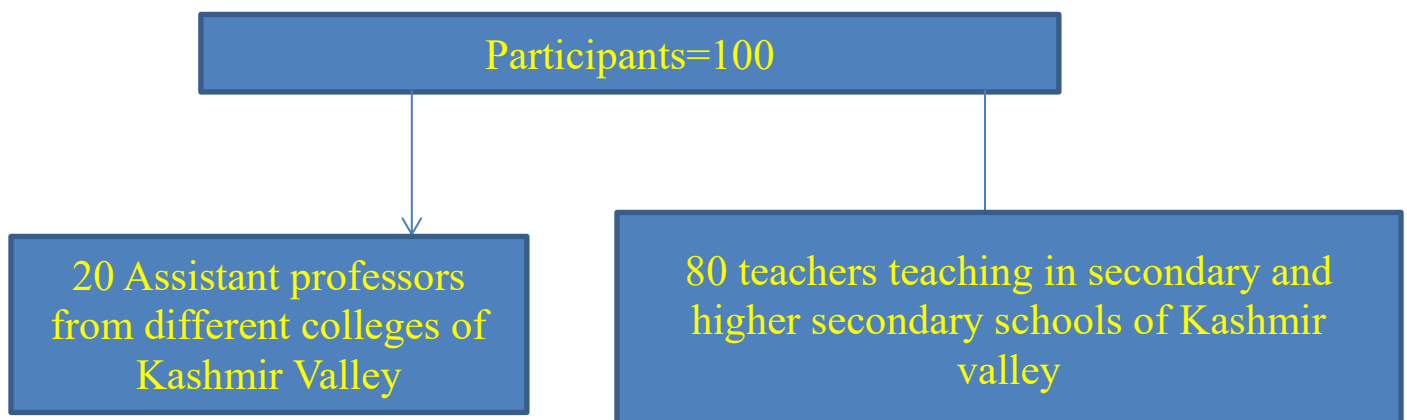 Participants=100
20 Assistant professors
from different colleges of
Kashmir Valley
80 teachers teaching in secondary and
higher secondary schools of Kashmir
valley